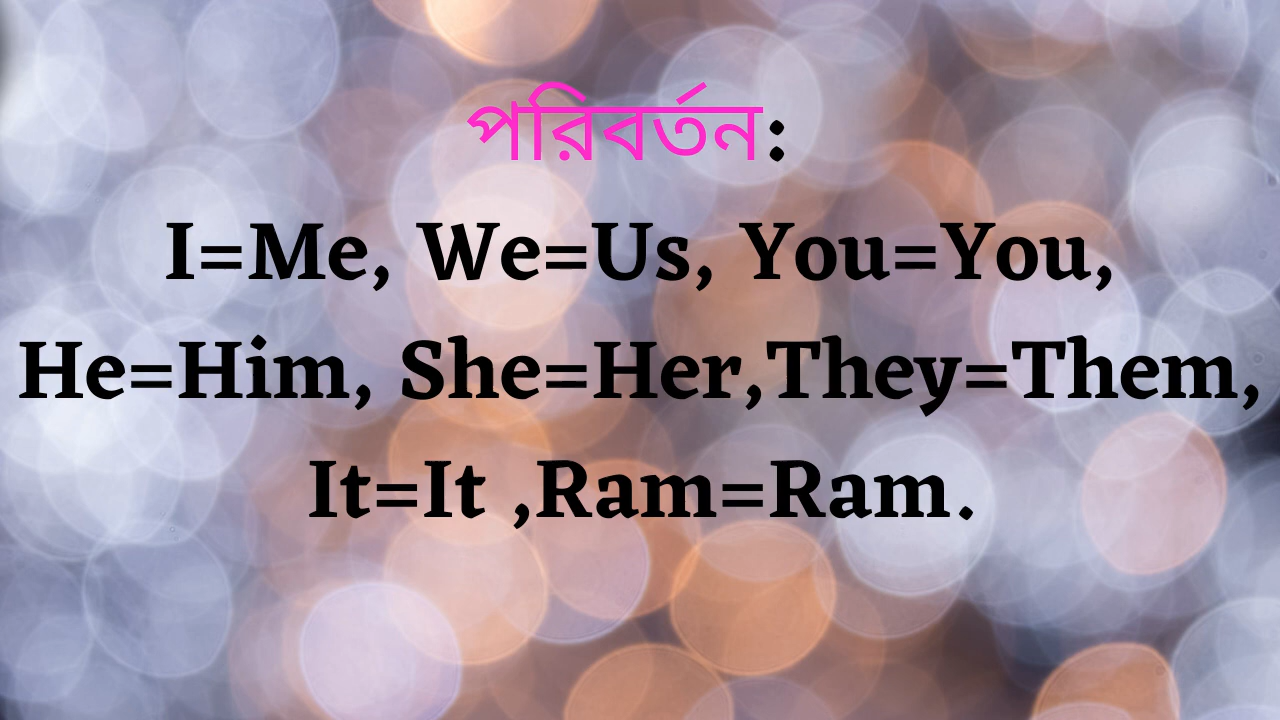 পরিবর্তন:
I=Me, We=Us, You=You,
He=Him, She=Her,They=Them,
It=It ,Ram=Ram.